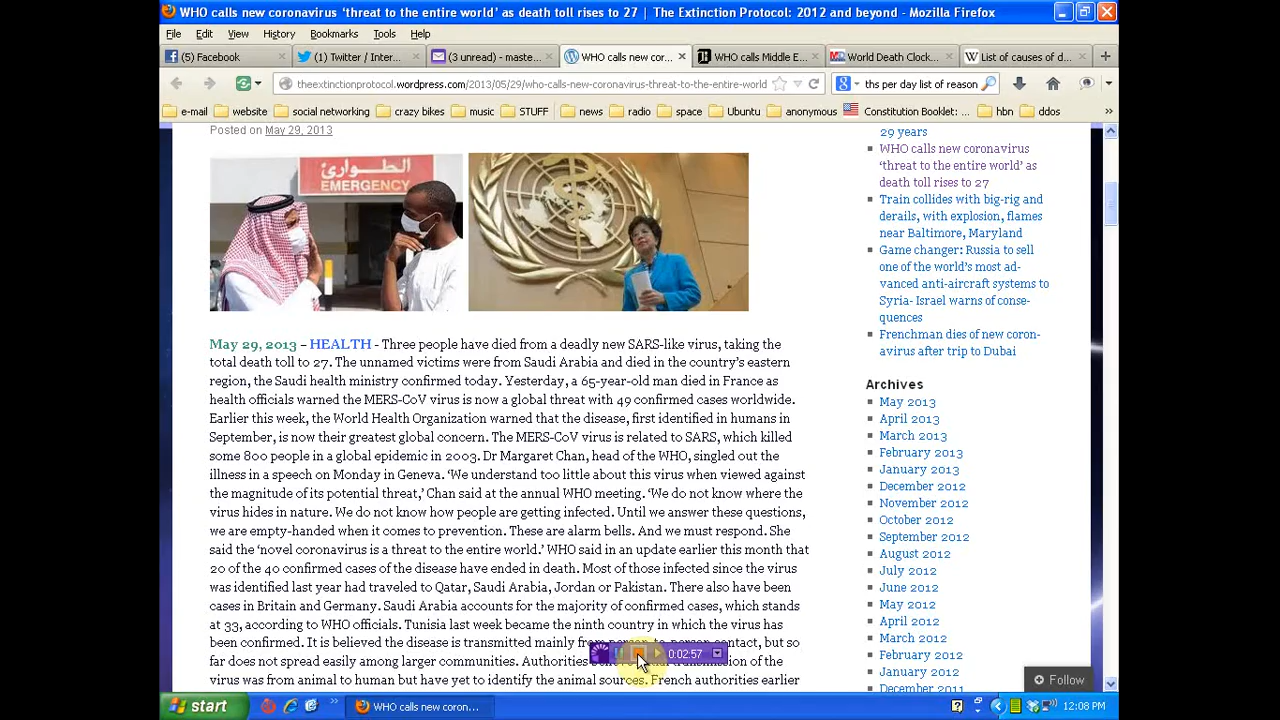 WHO calls new coronavirus ‘threat to the entire world’ as death toll rises to 27 | The Extinction Protocol: 2012 and beyond - Mozilla Firefox
File Edit View History Bookmarks Tools Help
(5) Facebook
(1) Twitter / Inter...
(3 unread) - maste...
WHO calls new cor...
WHO calls Middle E...
World Death Clock...
List of causes of d...
theextinctionprotocol.wordpress.com/2013/05/29/who-calls-new-coronavirus-threat-to-the-entire-world
ths per day list of reason
e-mail website social networking crazy bikes music STUFF news radio space Ubuntu anonymous Constitution Booklet:... hbn ddos
Posted on May 29, 2013
الطوارئ
EMERGENCY
May 29, 2013 – HEALTH - Three people have died from a deadly new SARS-like virus, taking the
total death toll to 27. The unnamed victims were from Saudi Arabia and died in the country’s eastern
region, the Saudi health ministry confirmed today. Yesterday, a 65-year-old man died in France as
health officials warned the MERS-CoV virus is now a global threat with 49 confirmed cases worldwide.
Earlier this week, the World Health Organization warned that the disease, first identified in humans in
September, is now their greatest global concern. The MERS-CoV virus is related to SARS, which killed
some 800 people in a global epidemic in 2003. Dr Margaret Chan, head of the WHO, singled out the
illness in a speech on Monday in Geneva. ‘We understand too little about this virus when viewed against
the magnitude of its potential threat,’ Chan said at the annual WHO meeting. ‘We do not know where the
virus hides in nature. We do not know how people are getting infected. Until we answer these questions,
we are empty-handed when it comes to prevention. These are alarm bells. And we must respond. She
said the ‘novel coronavirus is a threat to the entire world.’ WHO said in an update earlier this month that
20 of the 40 confirmed cases of the disease have ended in death. Most of those infected since the virus
was identified last year had traveled to Qatar, Saudi Arabia, Jordan or Pakistan. There also have been
cases in Britain and Germany. Saudi Arabia accounts for the majority of confirmed cases, which stands
at 33, according to WHO officials. Tunisia last week became the ninth country in which the virus has
been confirmed. It is believed the disease is transmitted mainly from person-to-person contact, but so
far does not spread easily among larger communities. Authorities transmission of the
virus was from animal to human but have yet to identify the animal sources. French authorities earlier
29 years
WHO calls new coronavirus
‘threat to the entire world’ as
death toll rises to 27
Train collides with big-rig and
derails, with explosion, flames
near Baltimore, Maryland
Game changer: Russia to sell
one of the world’s most ad-
vanced anti-aircraft systems to
Syria- Israel warns of conse-
quences
Frenchman dies of new coron-
avirus after trip to Dubai
Archives
May 2013
April 2013
March 2013
February 2013
January 2013
December 2012
November 2012
October 2012
September 2012
August 2012
July 2012
June 2012
May 2012
April 2012
March 2012
February 2012
January 2012
December 2011
Follow
0:02:57
start
WHO calls new coron...
12:08 PM